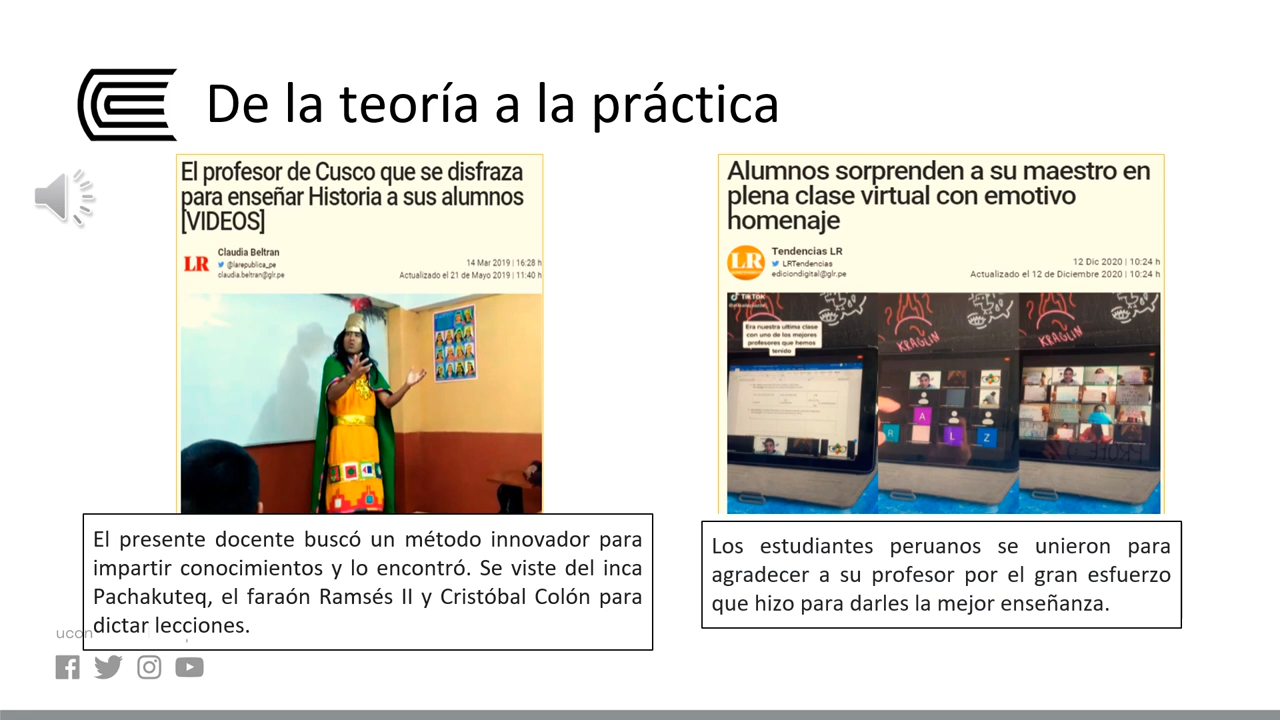 De la teoría a la práctica
El profesor de Cusco que se disfraza
para enseñar Historia a sus alumnos
[VIDEOS]
LR
Claudia Beltran
@larepublica_pe
claudia.beltran@glr.pe
14 Mar 2019 | 16:28 h
Actualizado el 21 de Mayo 2019 | 11:40 h
El presente docente buscó un método innovador para
impartir conocimientos y lo encontró. Se viste del inca
Pachakuteq, el faraón Ramsés II y Cristóbal Colón para
dictar lecciones.
Alumnos sorprenden a su maestro en
plena clase virtual con emotivo
homenaje
LR
Tendencias LR
LRTendencias
ediciondigital@glr.pe
12 Dic 2020 | 10:24 h
Actualizado el 12 de Diciembre 2020 | 10:24 h
TIKTOK
Era nuestra ultima clase
con uno de los mejores
profesores que hemos
tenido
KRAGLIN
KRAGLIN
A
R
L
Z
Los estudiantes peruanos se unieron para
agradecer a su profesor por el gran esfuerzo
que hizo para darles la mejor enseñanza.
ucon